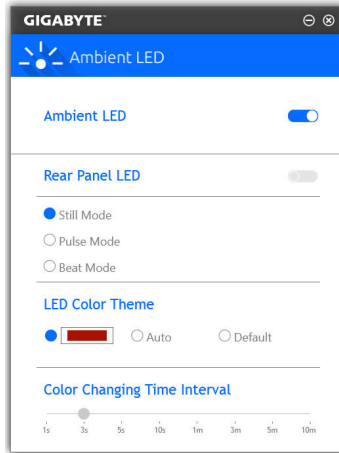 GIGABYTE™
Ambient LED
Ambient LED
Rear Panel LED
Still Mode
Pulse Mode
Beat Mode
LED Color Theme
Auto Default
Color Changing Time Interval
1s 3s 5s 10s 1m 3m 5m 10m